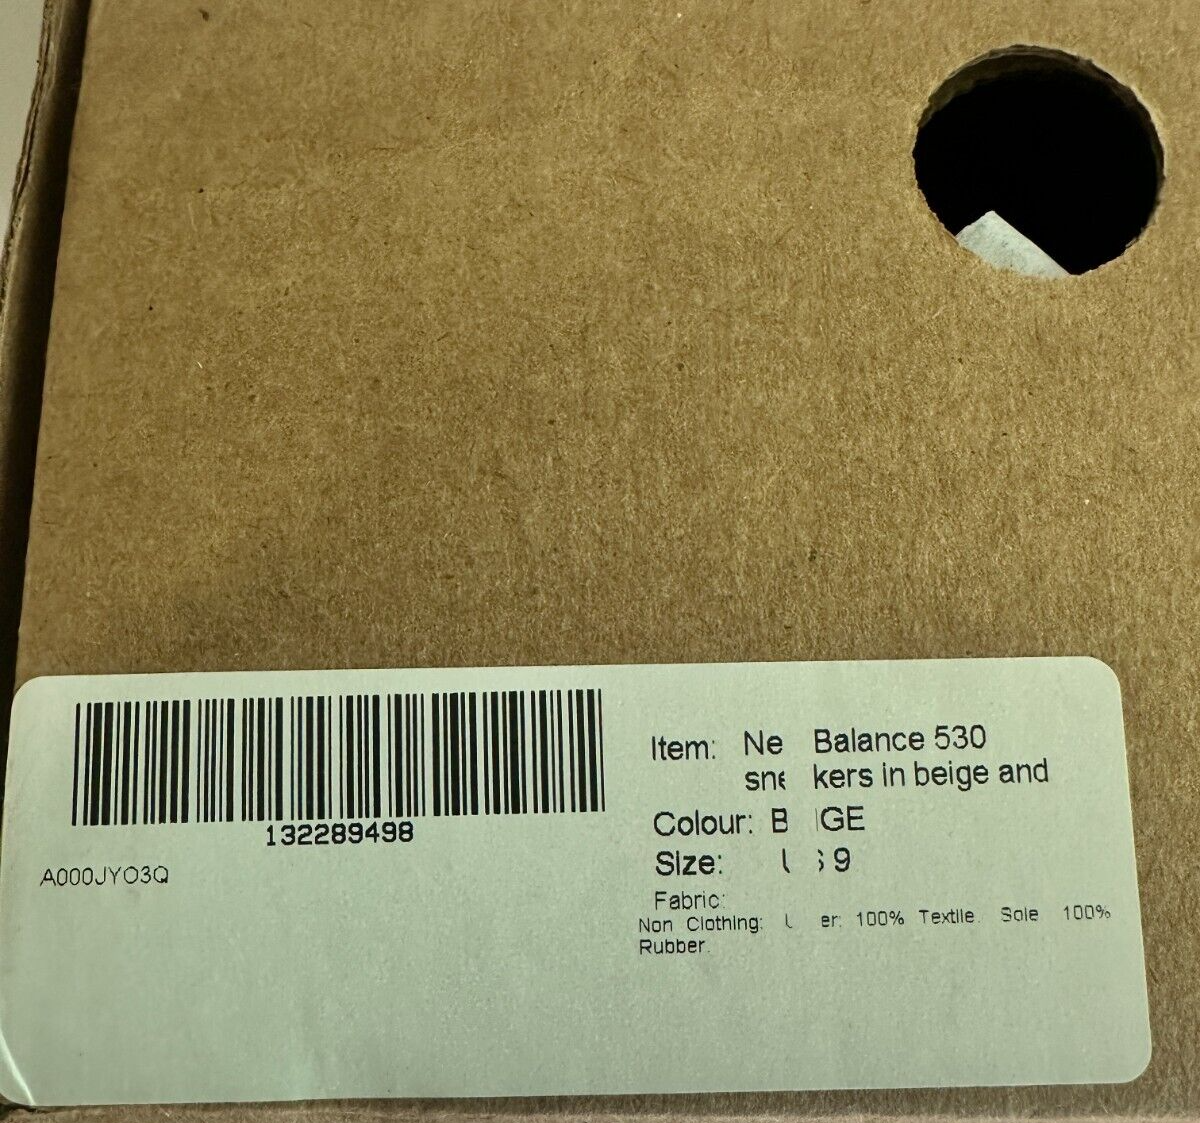 132289498
A000JYO3Q
Item: Ne Balance 530
sne kers in beige and
Colour: B IGE
Size: US 9
Fabric:
Non Clothing: U er: 100% Textile. Sole 100%
Rubber.